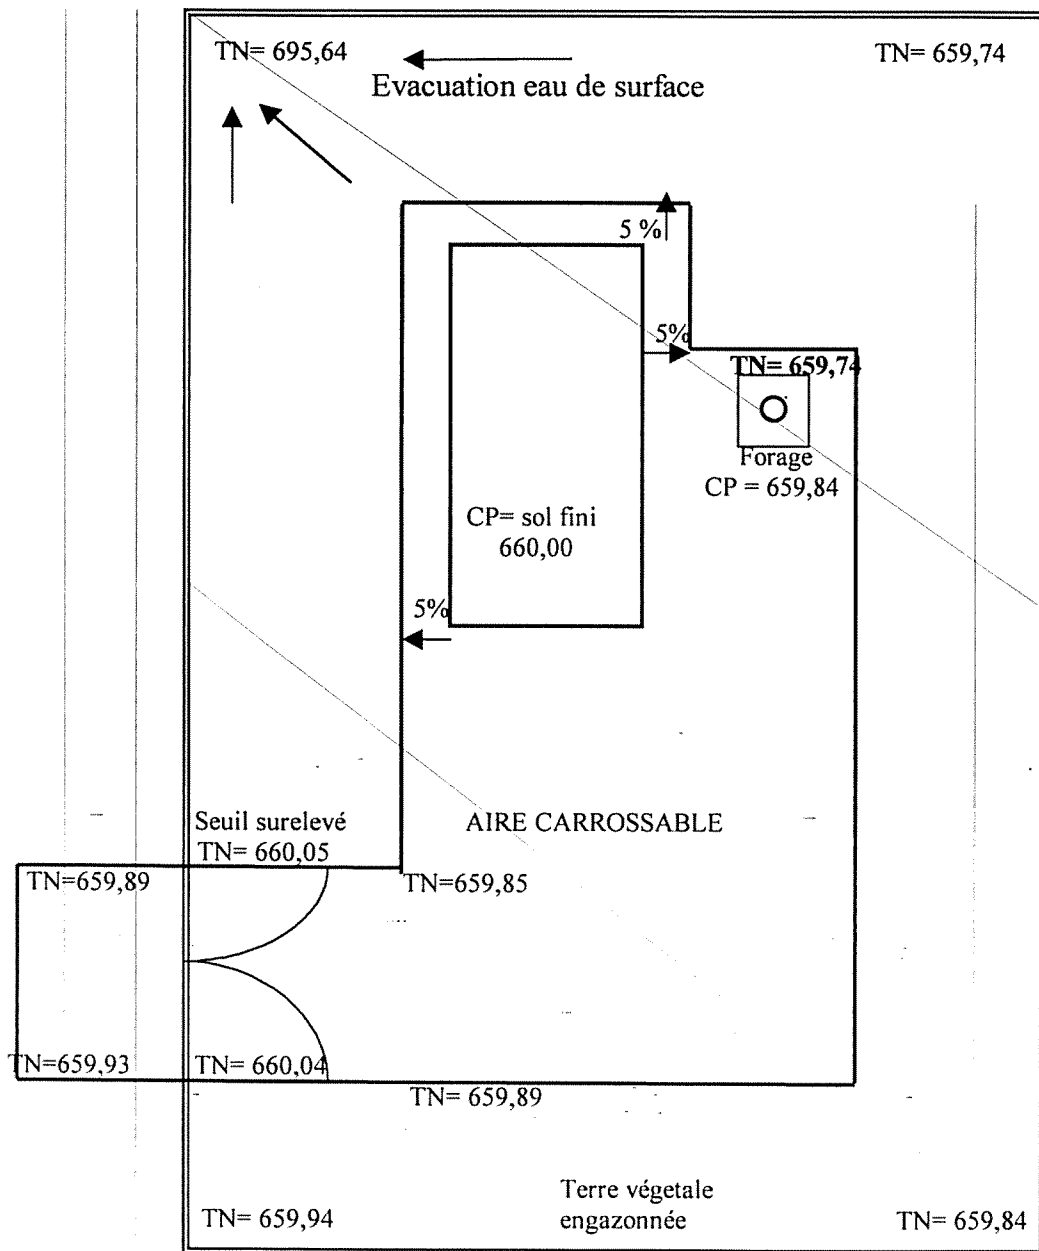 TN= 695,64
TN= 659,74
Evacuation eau de surface
5 %
5%
TN= 659,74
Forage
CP = 659,84
CP= sol fini
660,00
5%
Seuil surelevé
TN= 660,05
AIRE CARROSSABLE
TN=659,89
TN=659,85
TN=659,93
TN= 660,04
TN= 659,89
Terre végetale
engazonnée
TN= 659,94
TN= 659,84